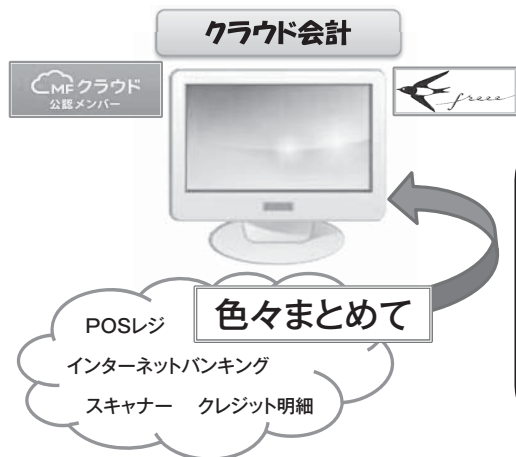 クラウド会計
MFクラウド
公認メンバー
freee
色々まとめて
POSレジ
インターネットバンキング
スキャナー クレジット明細